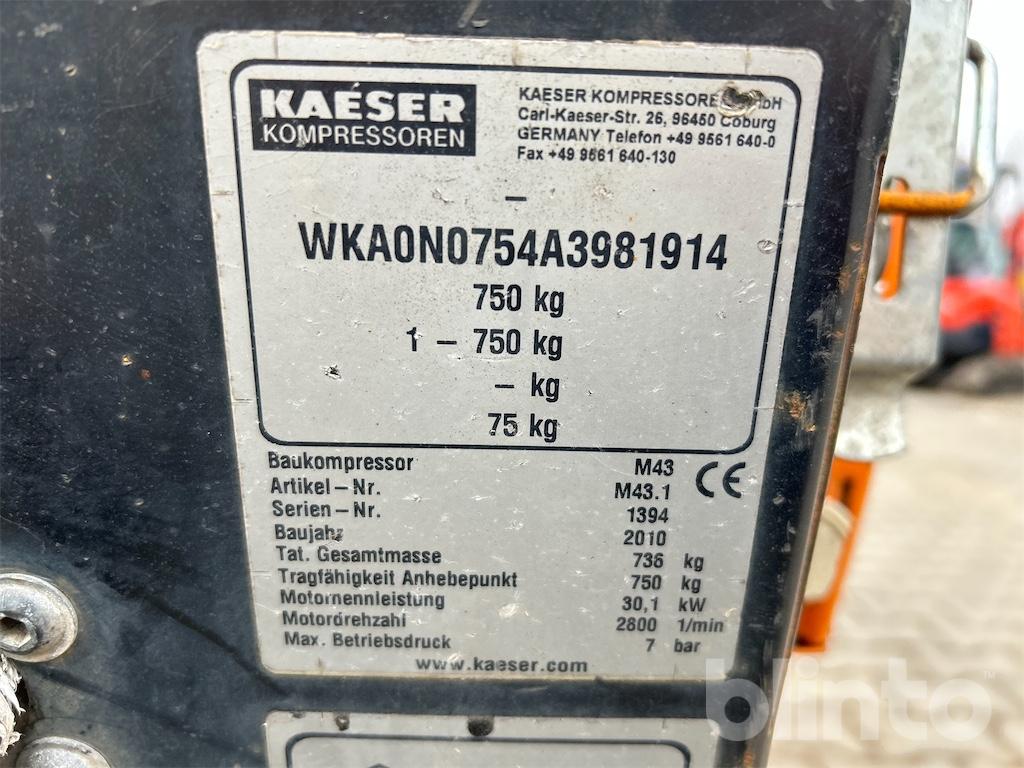 KAESER
KOMPRESSOREN
KAESER KOMPRESSOREN GmbH
Carl-Kaeser-Str. 26, 96450 Coburg
GERMANY Telefon +49 9561 640-0
Fax +49 9561 640-130
–
WKA0N0754A3981914
750 kg
1 – 750 kg
– kg
75 kg
CE
Baukompressor M43
Artikel–Nr. M43.1
Serien–Nr. 1394
Baujahr 2010
Tat. Gesamtmasse 736 kg
Tragfähigkeit Anhebepunkt 750 kg
Motornennleistung 30,1 kW
Motordrehzahl 2800 1/min
Max. Betriebsdruck 7 bar
www.kaeser.com
blinto™